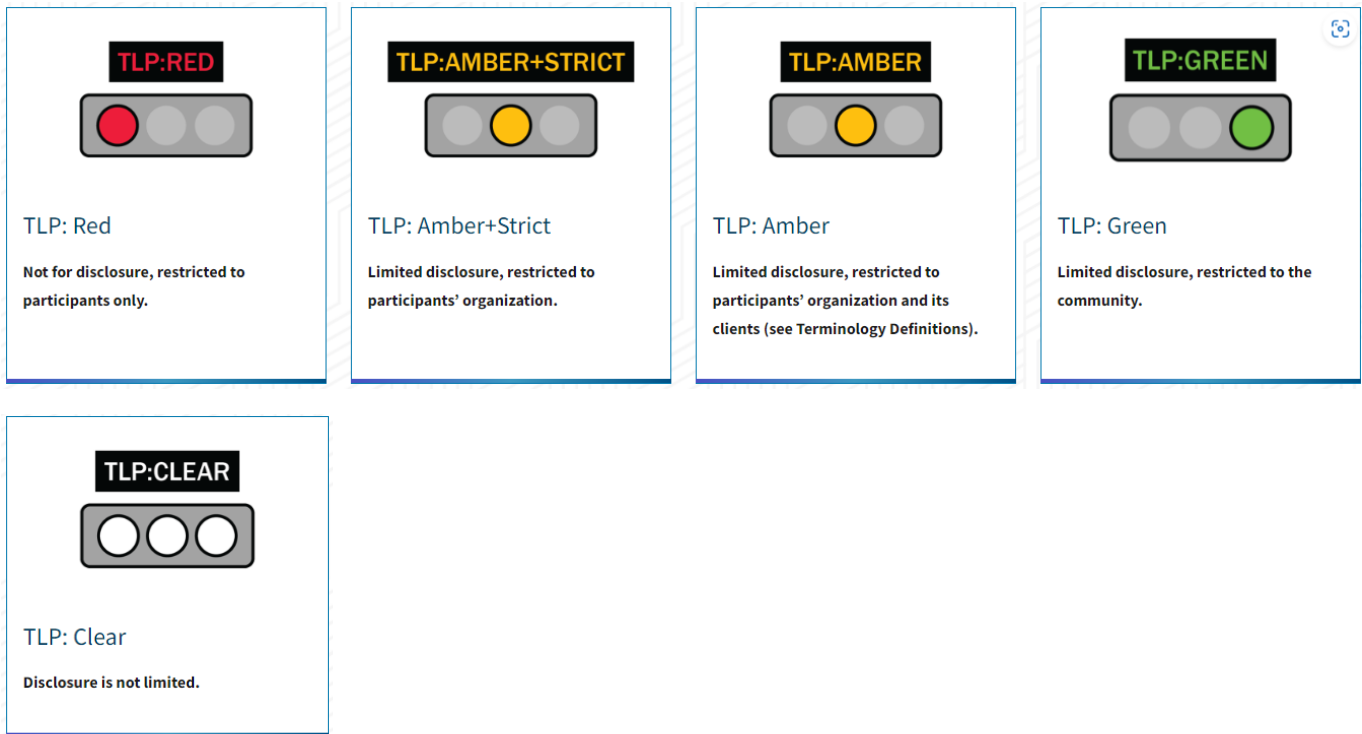 TLP:RED
TLP: Red
Not for disclosure, restricted to
participants only.
TLP:AMBER+STRICT
TLP: Amber+Strict
Limited disclosure, restricted to
participants’ organization.
TLP:AMBER
TLP: Amber
Limited disclosure, restricted to
participants’ organization and its
clients (see Terminology Definitions).
TLP:GREEN
TLP: Green
Limited disclosure, restricted to the
community.
TLP:CLEAR
TLP: Clear
Disclosure is not limited.